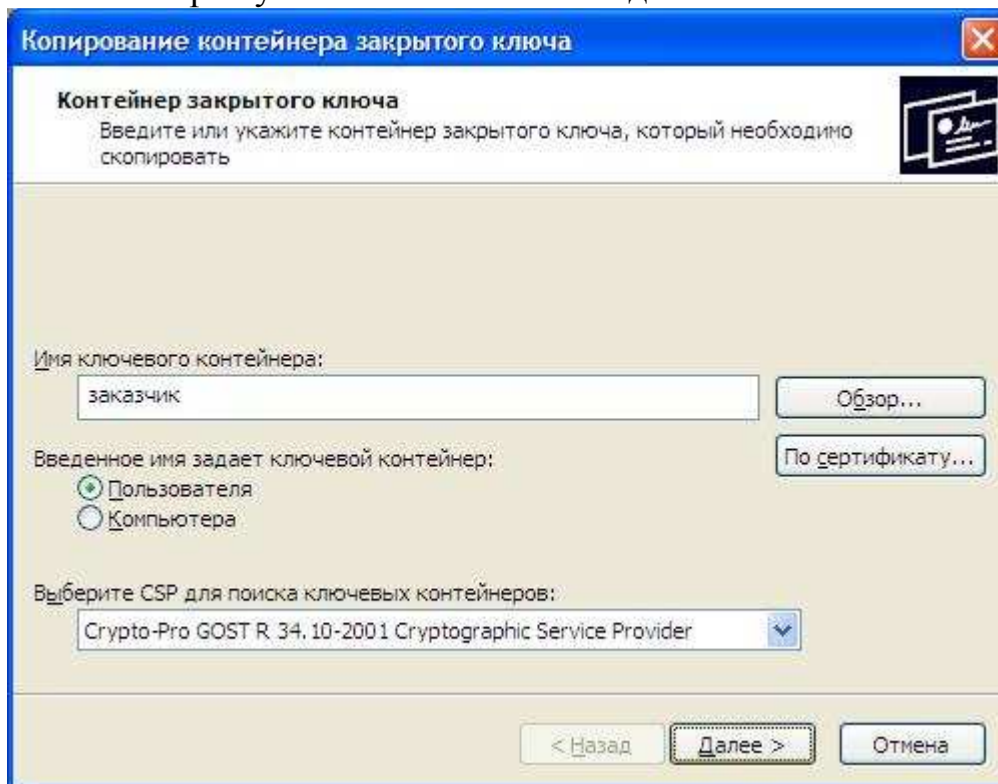 Копирование контейнера закрытого ключа
Контейнер закрытого ключа
Введите или укажите контейнер закрытого ключа, который необходимо
скопировать
Имя ключевого контейнера:
заказчик
Обзор...
Введенное имя задает ключевой контейнер:
По сертификату...
Пользователя
Компьютера
Выберите CSP для поиска ключевых контейнеров:
Crypto-Pro GOST R 34.10-2001 Cryptographic Service Provider
< Назад
Далее >
Отмена